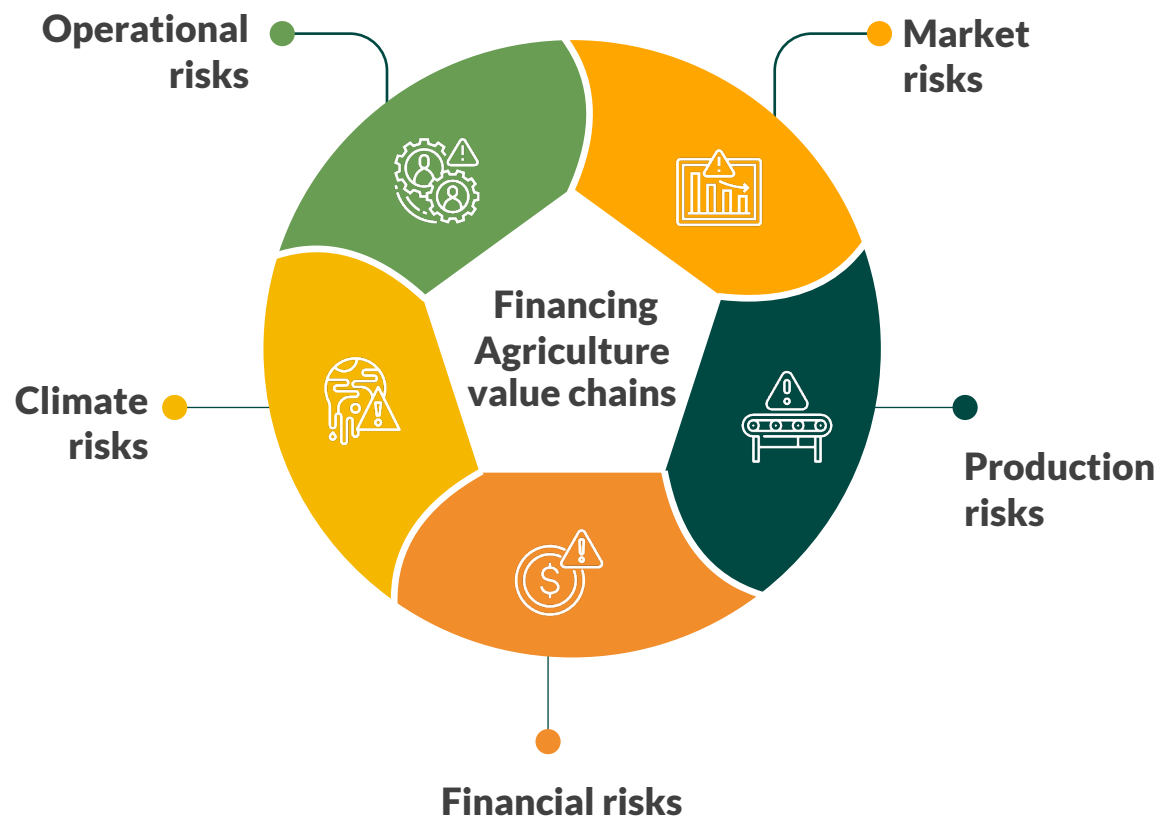 Operational
risks
Market
risks
Financing
Agriculture
value chains
Climate
risks
Production
risks
Financial risks